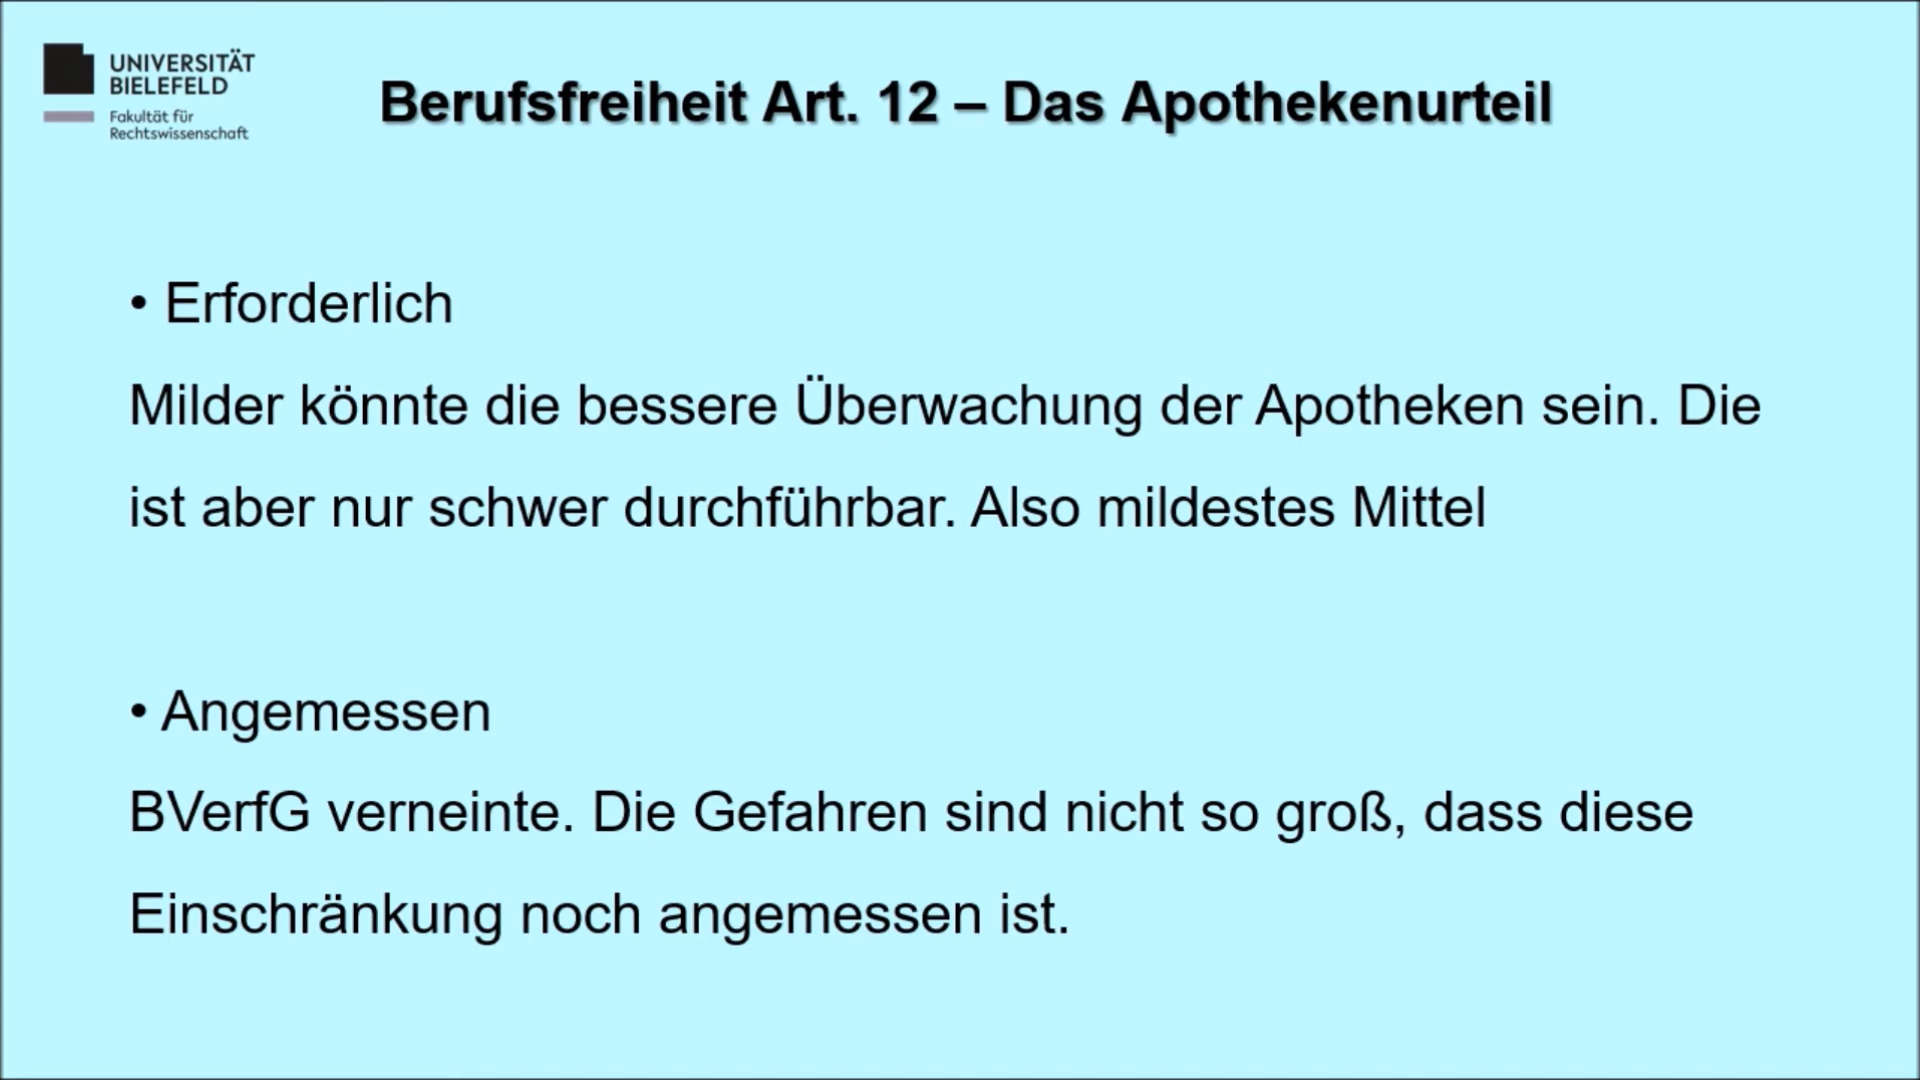 UNIVERSITÄT
BIELEFELD
Fakultät für
Rechtswissenschaft
Berufsfreiheit Art. 12 – Das Apothekenurteil
• Erforderlich
Milder könnte die bessere Überwachung der Apotheken sein. Die
ist aber nur schwer durchführbar. Also mildestes Mittel
• Angemessen
BVerfG verneinte. Die Gefahren sind nicht so groß, dass diese
Einschränkung noch angemessen ist.